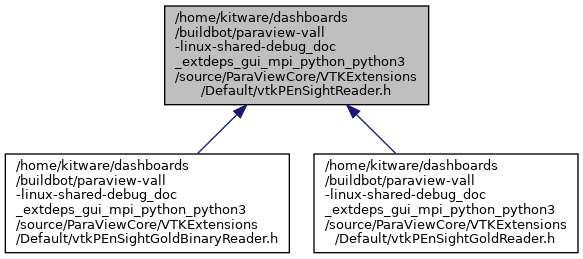 /home/kitware/dashboards
/buildbot/paraview-vall
-linux-shared-debug_doc
_extdeps_gui_mpi_python_python3
/source/ParaViewCore/VTKExtensions
/Default/vtkPEnSightReader.h
/home/kitware/dashboards
/buildbot/paraview-vall
-linux-shared-debug_doc
_extdeps_gui_mpi_python_python3
/source/ParaViewCore/VTKExtensions
/Default/vtkPEnSightGoldBinaryReader.h
/home/kitware/dashboards
/buildbot/paraview-vall
-linux-shared-debug_doc
_extdeps_gui_mpi_python_python3
/source/ParaViewCore/VTKExtensions
/Default/vtkPEnSightGoldReader.h